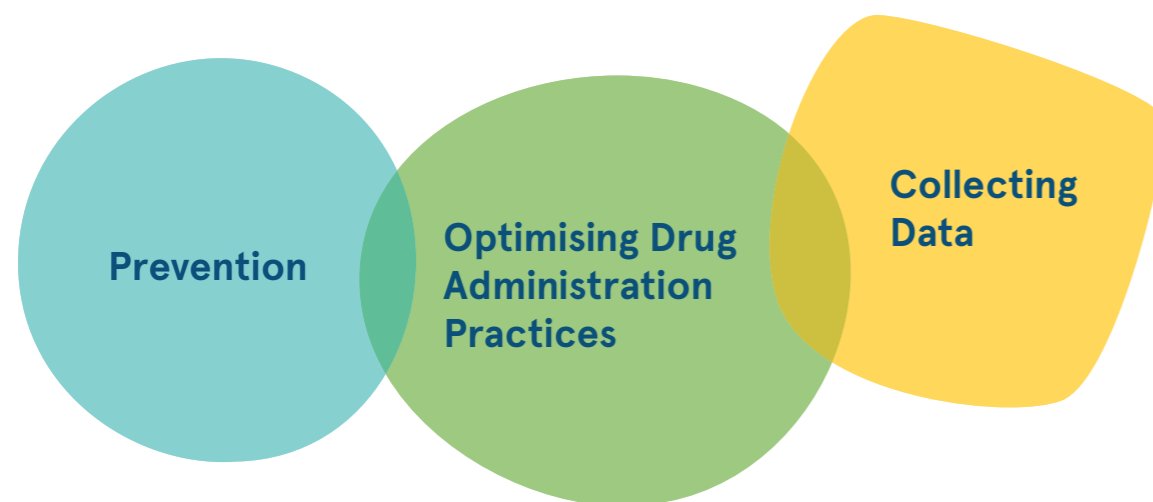 Prevention
Optimising Drug
Administration
Practices
Collecting
Data